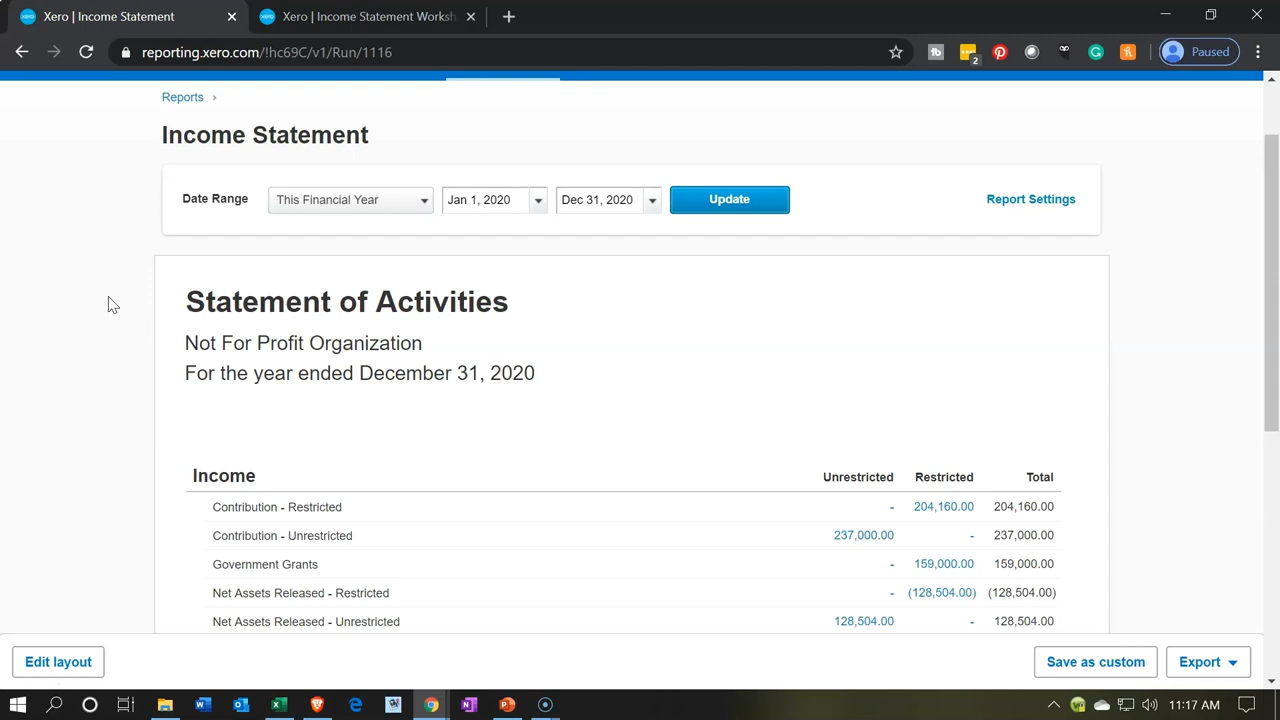 Xero | Income Statement
Xero | Income Statement Worksh
reporting.xero.com/!hc69C/v1/Run/1116
2
Paused
Reports
Income Statement
Date Range This Financial Year Jan 1, 2020 Dec 31, 2020 Update Report Settings
Statement of Activities
Not For Profit Organization
For the year ended December 31, 2020
Income Unrestricted Restricted Total
Contribution - Restricted - 204,160.00 204,160.00
Contribution - Unrestricted 237,000.00 - 237,000.00
Government Grants - 159,000.00 159,000.00
Net Assets Released - Restricted - (128,504.00) (128,504.00)
Net Assets Released - Unrestricted 128,504.00 - 128,504.00
Edit layout Save as custom Export
11:17 AM